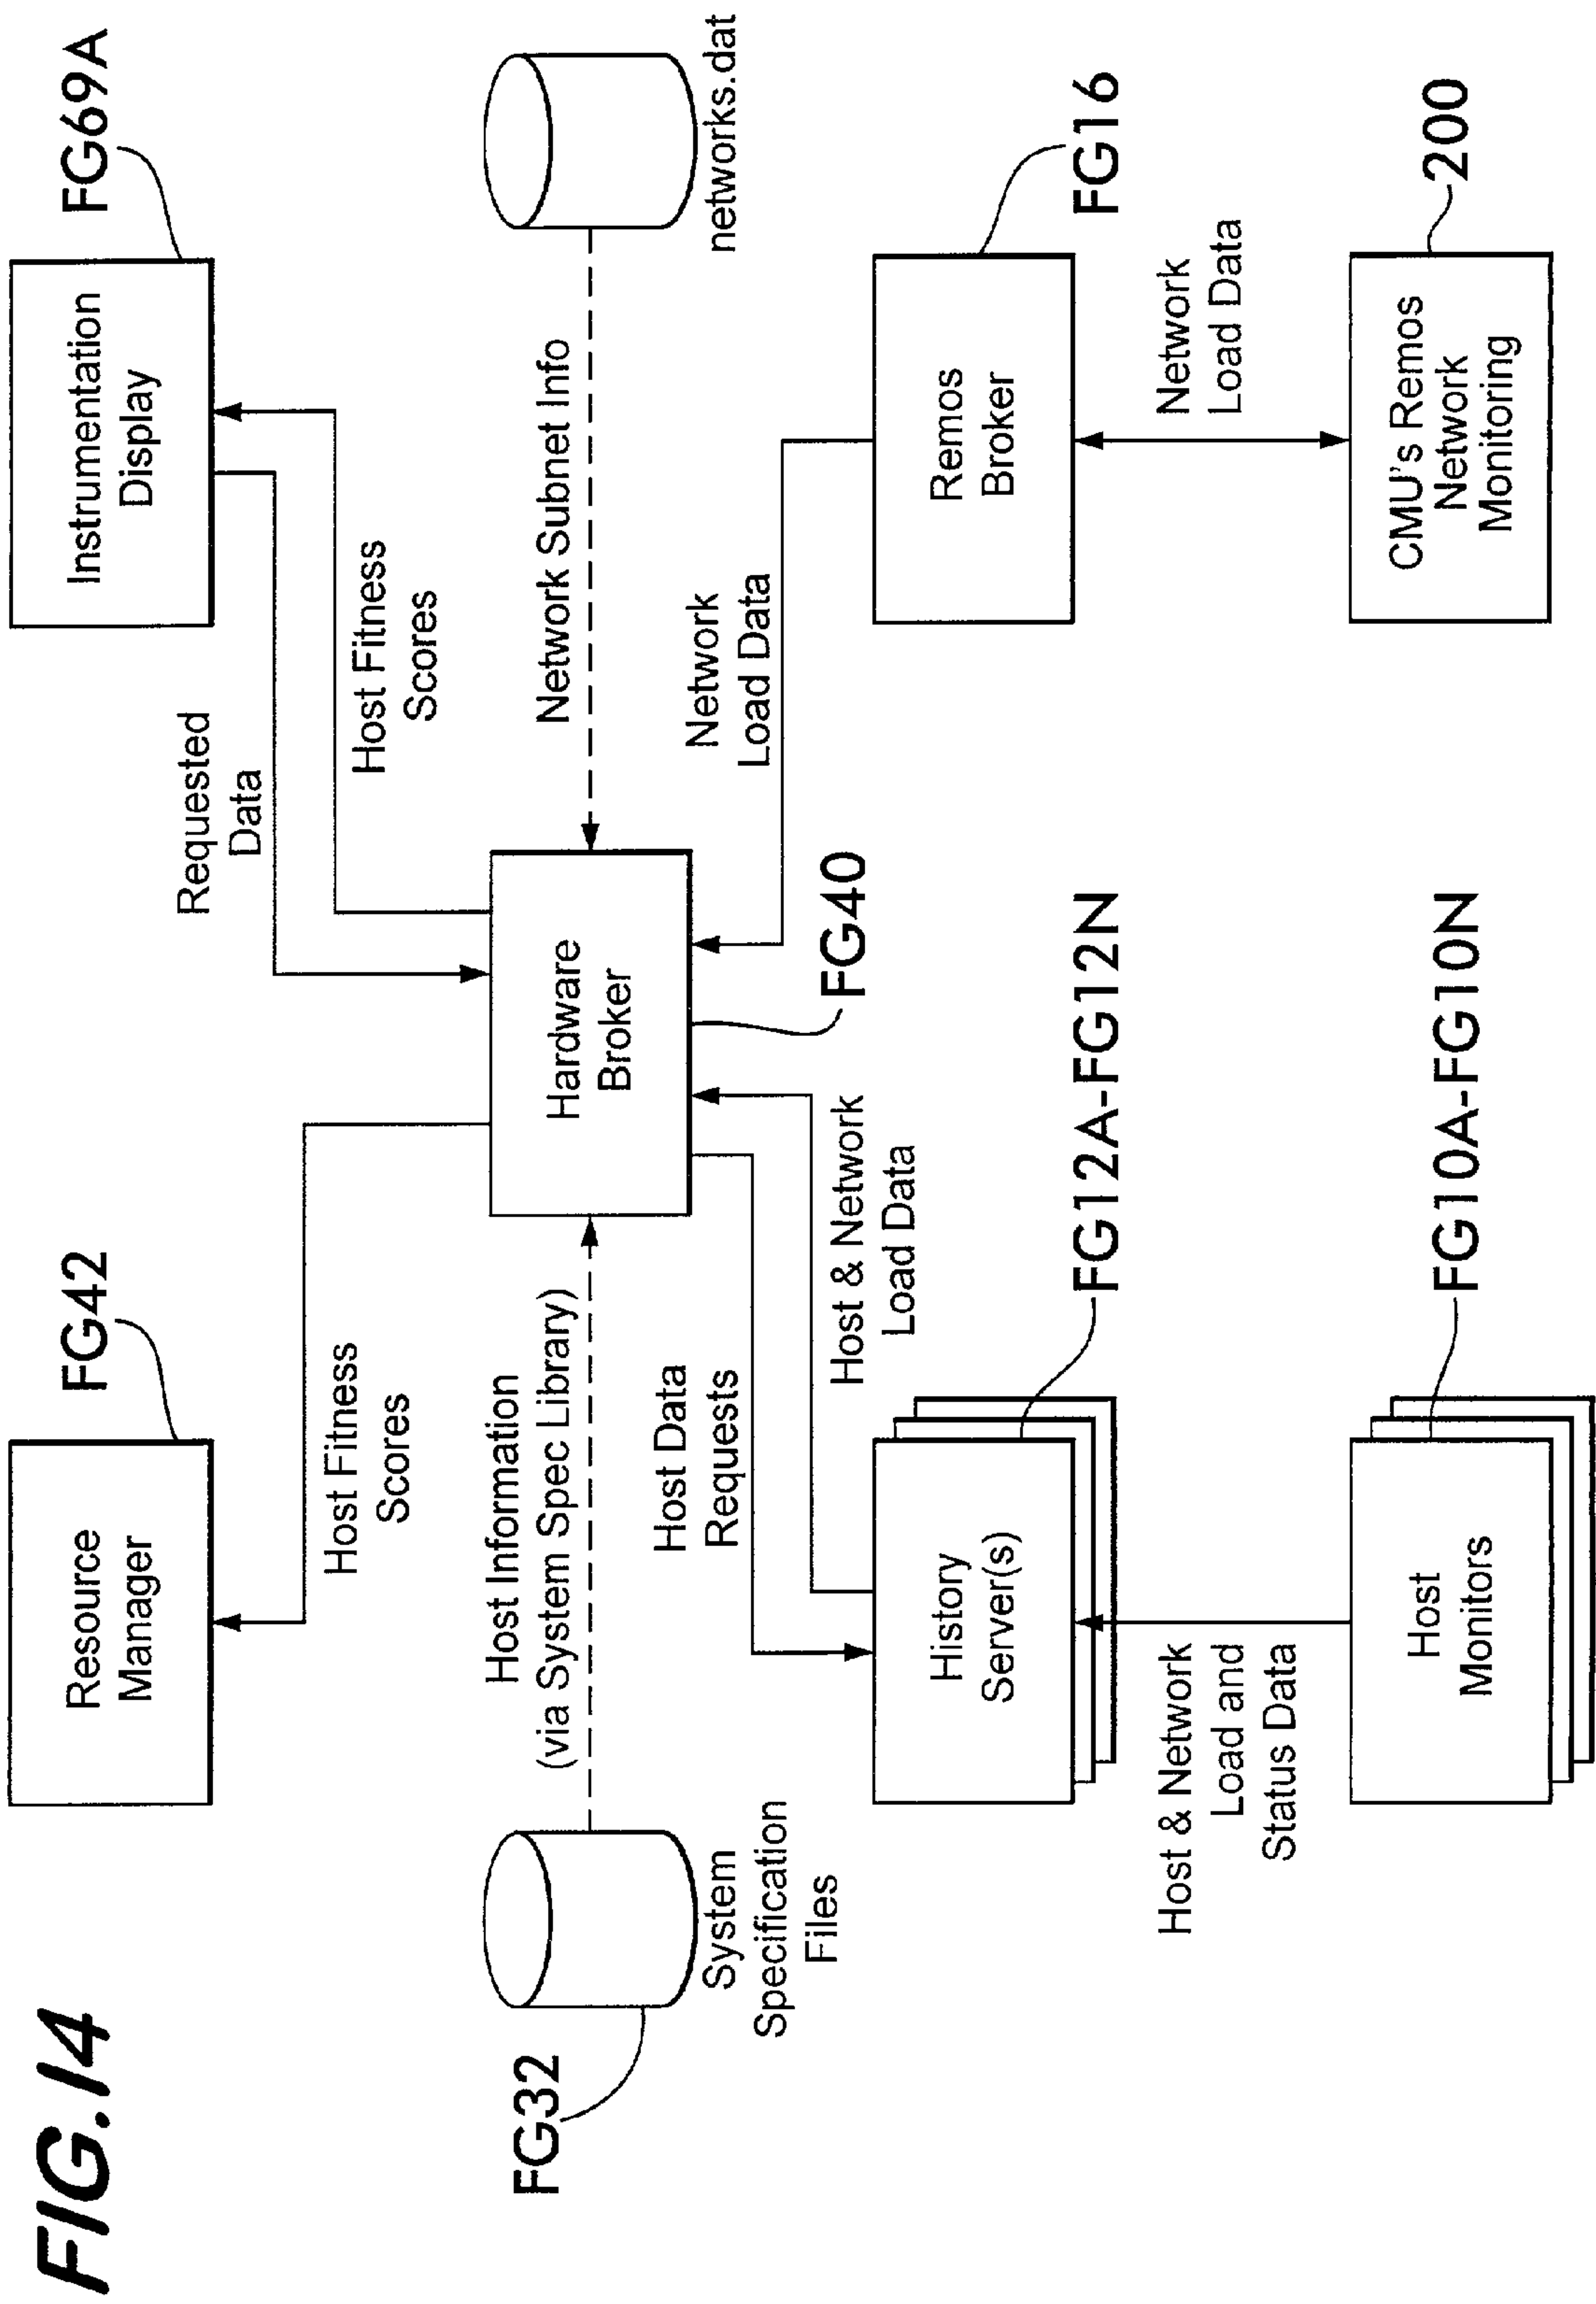 FIG.14
FG42
FG69A
Resource
Manager
Instrumentation
Display
Requested
Data
Host Fitness
Scores
Host Fitness
Scores
FG32
System
Specification
Files
Host Information
(via System Spec Library)
Hardware
Broker
Network Subnet Info
networks.dat
FG40
Host Data
Requests
Host & Network
Load Data
Network
Load Data
History
Server(s)
FG12A-FG12N
Remos
Broker
FG16
Host & Network
Load and
Status Data
Network
Load Data
Host
Monitors
FG10A-FG10N
CMU's Remos
Network
Monitoring
200